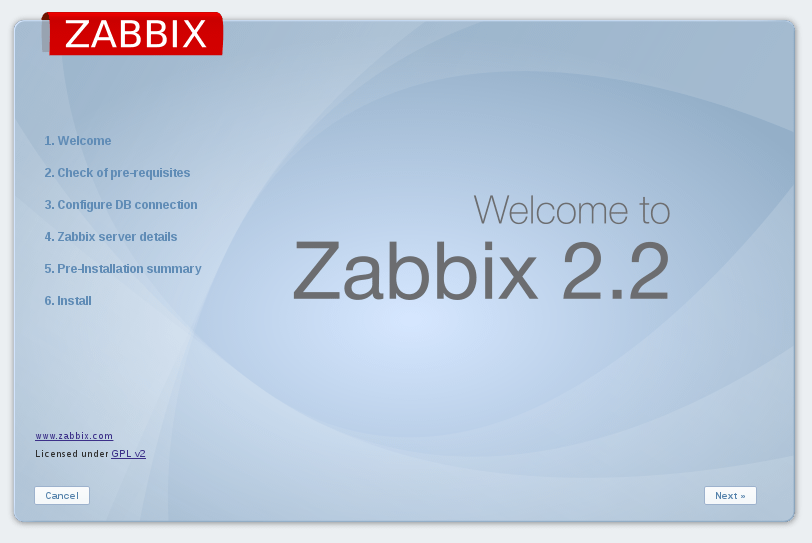 ZABBIX
1. Welcome
2. Check of pre-requisites
3. Configure DB connection
4. Zabbix server details
5. Pre-Installation summary
6. Install
Welcome to
Zabbix 2.2
www.zabbix.com
Licensed under GPL v2
Cancel
Next »